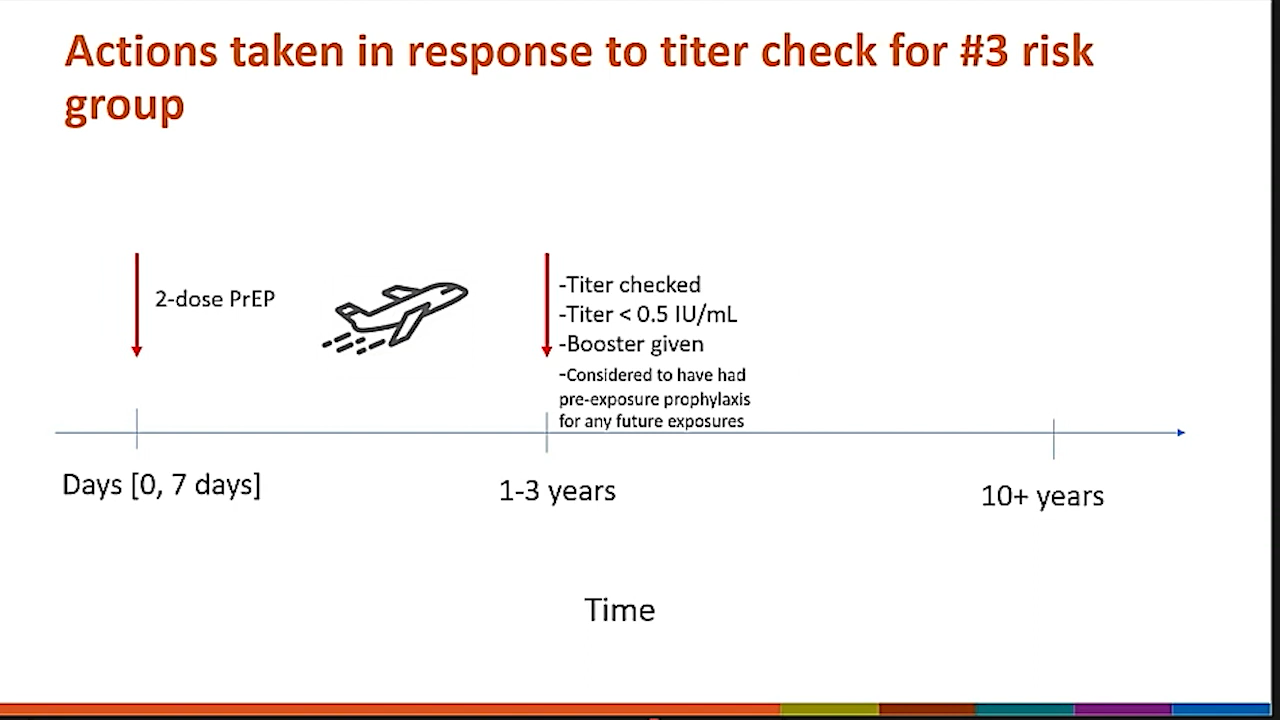 Actions taken in response to titer check for #3 risk
group
2-dose PrEP
-Titer checked
-Titer < 0.5 IU/mL
-Booster given
-Considered to have had
pre-exposure prophylaxis
for any future exposures
Days [0, 7 days]
1-3 years
10+ years
Time